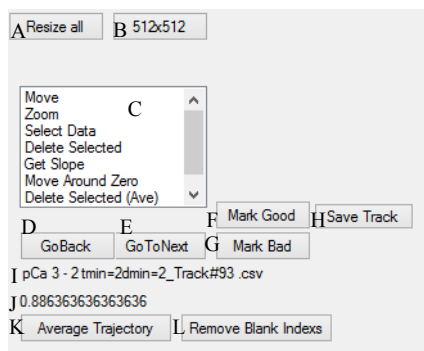 A Resize all B 512x512
Move
Zoom C
Select Data
Delete Selected
Get Slope
Move Around Zero
Delete Selected (Ave)
F Mark Good H Save Track
D E
GoBack GoToNext G Mark Bad
I pCa 3 - 2 tmin=2dmin=2_Track#93 .csv
J 0.886363636363636
K Average Trajectory L Remove Blank Indexs